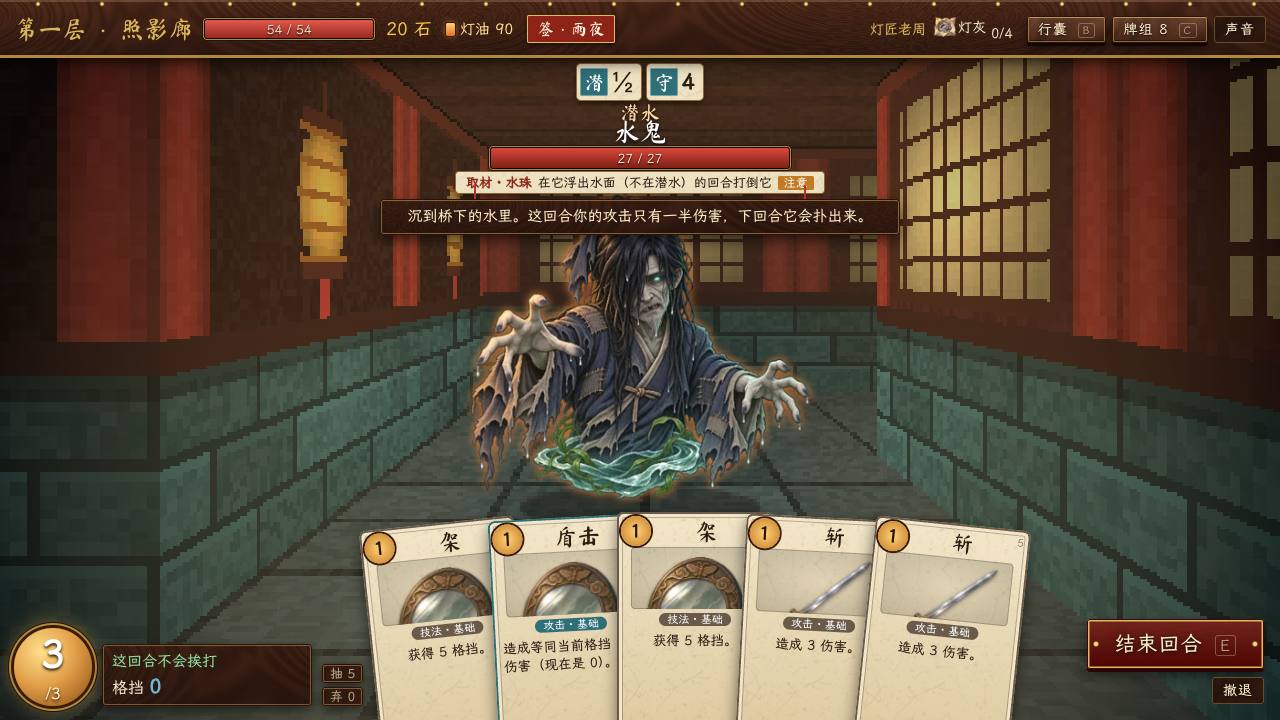 第一层 · 照影廊
54 / 54
20 石
灯油 90
签 · 雨夜
灯匠老周 灯灰 0/4
行囊 B
牌组 8 C
声音
潜 1/2
守 4
潜水
水鬼
27 / 27
取材·水珠 在它浮出水面（不在潜水）的回合打倒它 注意
沉到桥下的水里。这回合你的攻击只有一半伤害，下回合它会扑出来。
1 架
技法·基础
获得 5 格挡。
1 盾击
攻击·基础
造成等同当前格挡
伤害（现在是 0）。
1 架
技法·基础
获得 5 格挡。
1 斩
攻击·基础
造成 3 伤害。
1 斩 5
攻击·基础
造成 3 伤害。
3
/3
这回合不会挨打
格挡 0
抽 5
弃 0
结束回合 E
撤退